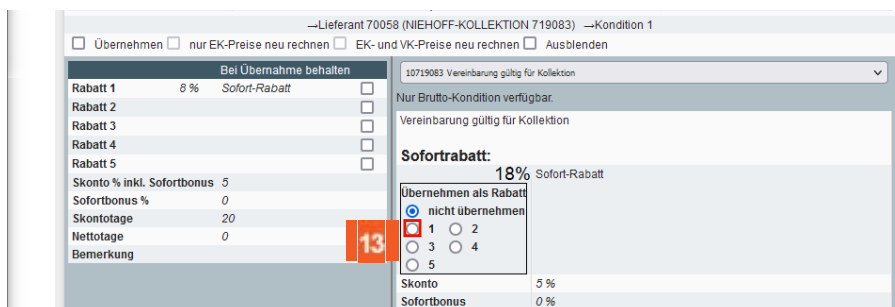 →Lieferant 70058 (NIEHOFF-KOLLEKTION 719083) →Kondition 1
Übernehmen nur EK-Preise neu rechnen EK- und VK-Preise neu rechnen Ausblenden
Bei Übernahme behalten
Rabatt 1 8 % Sofort-Rabatt
Rabatt 2
Rabatt 3
Rabatt 4
Rabatt 5
Skonto % inkl. Sofortbonus 5
Sofortbonus % 0
Skontotage 20
Nettotage 0
Bemerkung
10719083 Vereinbarung gültig für Kollektion
Nur Brutto-Kondition verfügbar.
Vereinbarung gültig für Kollektion
Sofortrabatt:
18% Sofort-Rabatt
Übernehmen als Rabatt
nicht übernehmen
13
1 2
3 4
5
Skonto 5 %
Sofortbonus 0 %